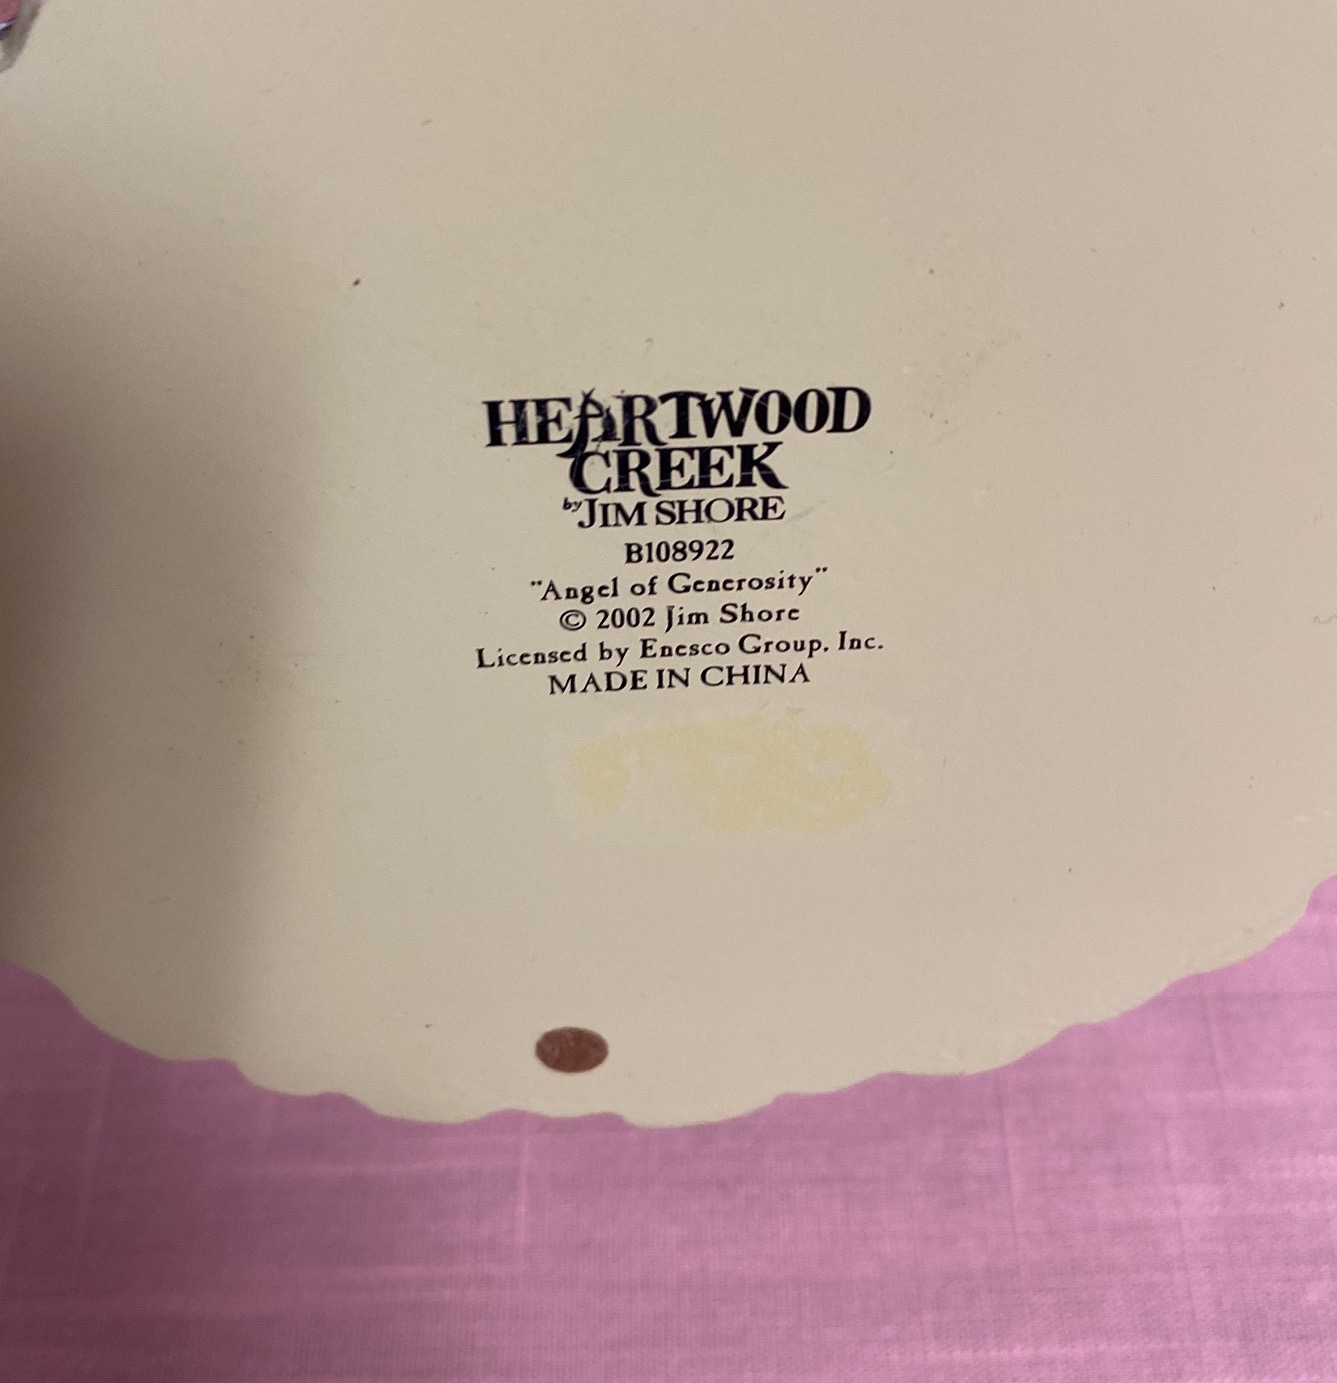 HEARTWOOD
CREEK
by JIM SHORE
B108922
"Angel of Generosity"
© 2002 Jim Shore
Licensed by Enesco Group, Inc.
MADE IN CHINA